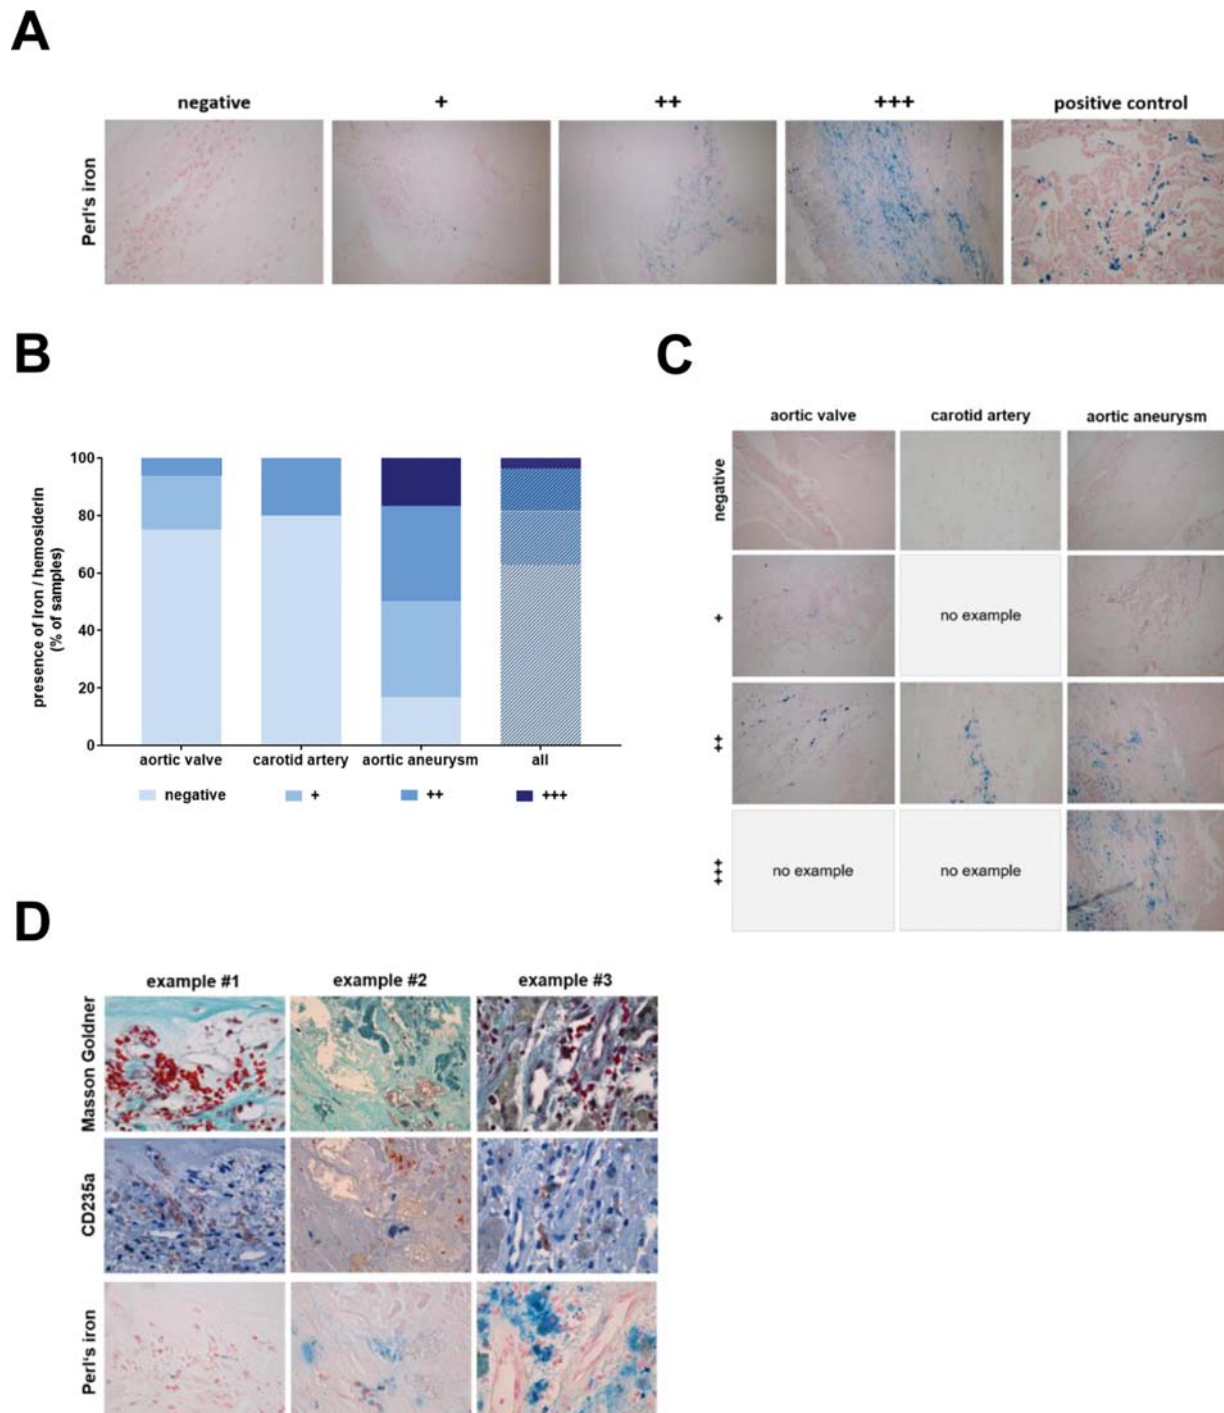 A
negative + ++ +++ positive control
Perl's iron
B
100
80
60
40
20
0
presence of iron / hemosiderin
(% of samples)
aortic valve carotid artery aortic aneurysm all
negative + ++ +++
C
aortic valve carotid artery aortic aneurysm
negative
+
no example
++
+++
no example no example
D
example #1 example #2 example #3
Masson Goldner
CD235a
Perl's iron